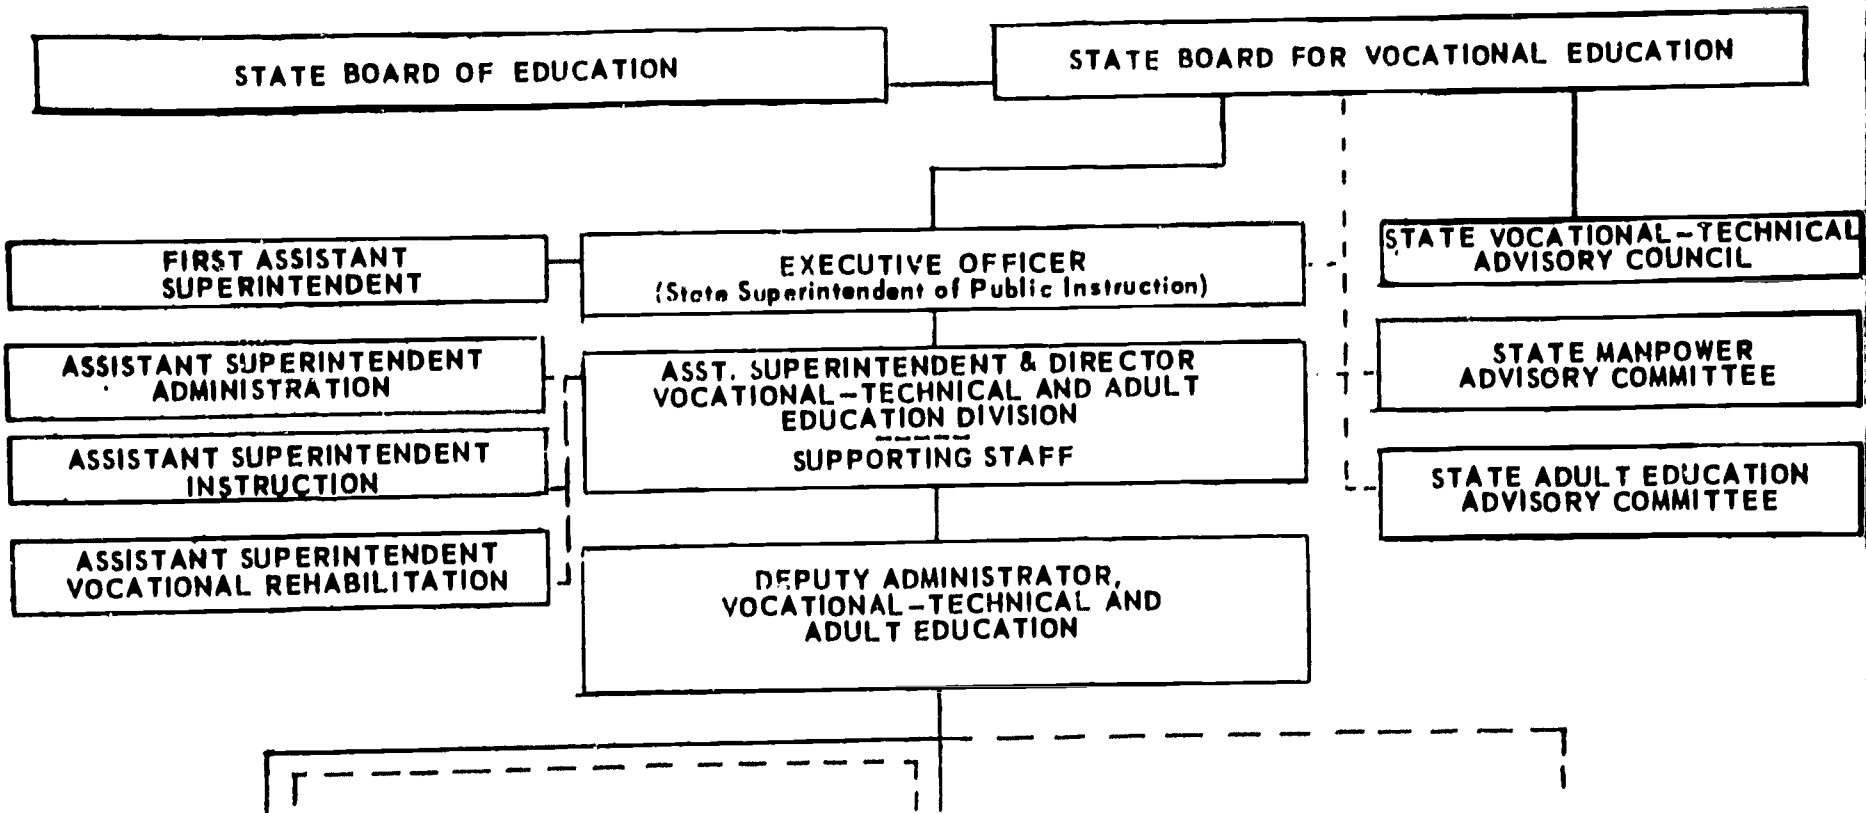 STATE BOARD OF EDUCATION
STATE BOARD FOR VOCATIONAL EDUCATION
FIRST ASSISTANT
SUPERINTENDENT
EXECUTIVE OFFICER
(State Superintendent of Public Instruction)
STATE VOCATIONAL-TECHNICAL
ADVISORY COUNCIL
ASSISTANT SUPERINTENDENT
ADMINISTRATION
ASST. SUPERINTENDENT & DIRECTOR
VOCATIONAL-TECHNICAL AND ADULT
EDUCATION DIVISION
SUPPORTING STAFF
STATE MANPOWER
ADVISORY COMMITTEE
ASSISTANT SUPERINTENDENT
INSTRUCTION
STATE ADULT EDUCATION
ADVISORY COMMITTEE
ASSISTANT SUPERINTENDENT
VOCATIONAL REHABILITATION
DEPUTY ADMINISTRATOR,
VOCATIONAL-TECHNICAL AND
ADULT EDUCATION